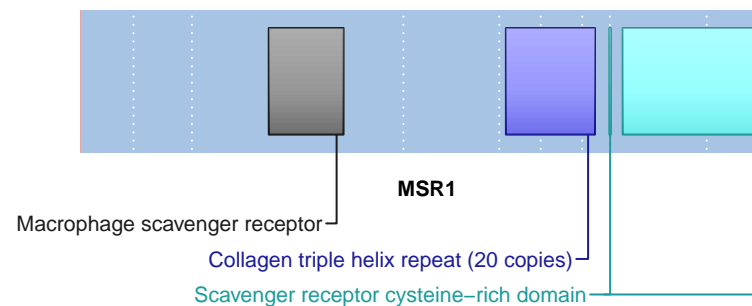 MSR1
Macrophage scavenger receptor
Collagen triple helix repeat (20 copies)
Scavenger receptor cysteine−rich domain